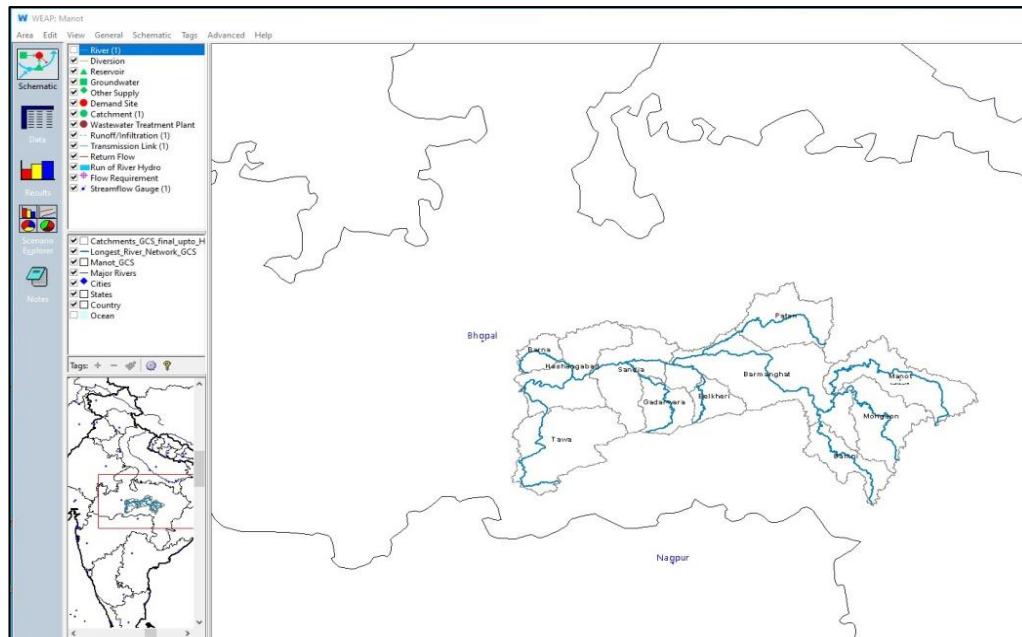 WEAP: Manot
Area Edit View General Schematic Tags Advanced Help
Schematic
Data
Results
Scenario
Explorer
Notes
River (1)
Diversion
Reservoir
Groundwater
Other Supply
Demand Site
Catchment (1)
Wastewater Treatment Plant
Runoff/Infiltration (1)
Transmission Link (1)
Return Flow
Run of River Hydro
Flow Requirement
Streamflow Gauge (1)
Catchments_GCS_final_upto_H
Longest_River_Network_GCS
Manot_GCS
Major Rivers
Cities
States
Country
Ocean
Tags:
Bhopal
Patan
Barna
Hoshangabad
Sandia
Barmanghat
Manot
Gadarwara
Belkheri
Mohgaon
Tawa
Nagpur